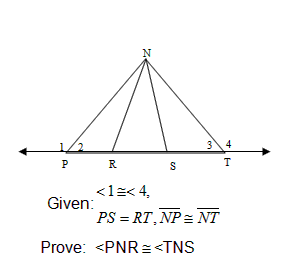 N
1 2 3 4
P R S T
<1≅<4,
Given: PS = RT, NP ≅ NT
Prove: <PNR ≅ <TNS